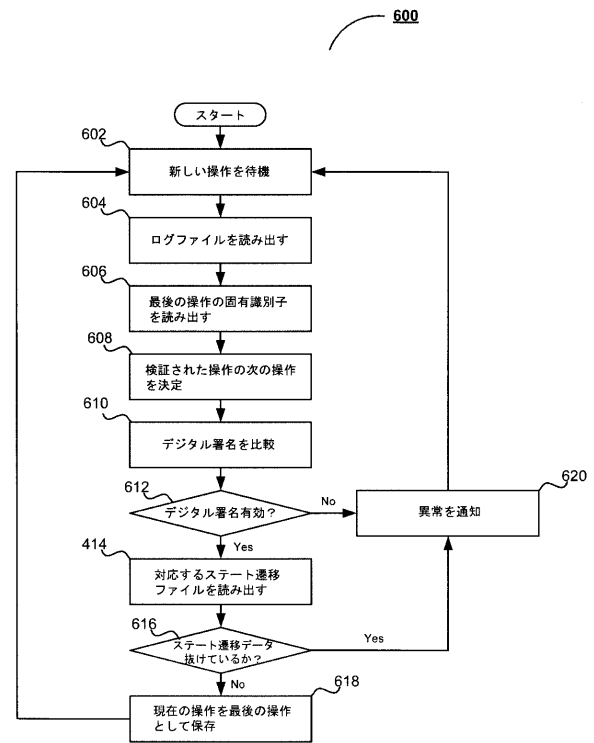 600
スタート
602
新しい操作を待機
604
ログファイルを読み出す
606
最後の操作の固有識別子
を読み出す
608
検証された操作の次の操作
を決定
610
デジタル署名を比較
612
デジタル署名有効？
No
620
異常を通知
Yes
414
対応するステート遷移
ファイルを読み出す
616
ステート遷移データ
抜けているか？
Yes
No
618
現在の操作を最後の操作
として保存